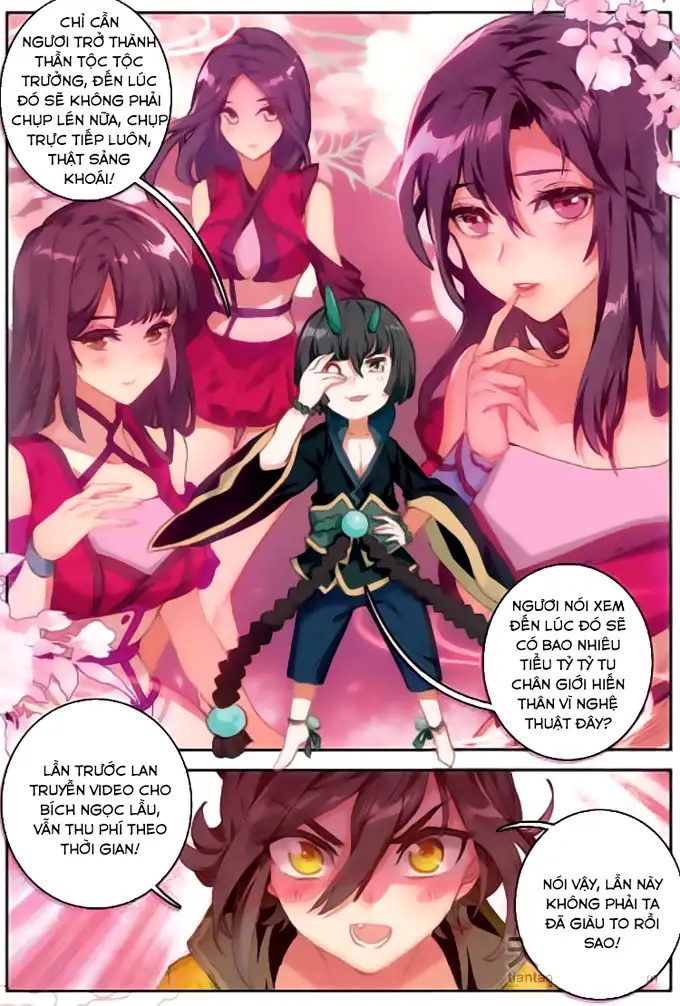 CHỈ CẦN
NGƯƠI TRỞ THÀNH
THẦN TỘC TỘC
TRƯỞNG, ĐẾN LÚC
ĐÓ SẼ KHÔNG PHẢI
CHỤP LÉN NỮA, CHỤP
TRỰC TIẾP LUÔN,
THẬT SẢNG
KHOÁI!
NGƯƠI NÓI XEM
ĐẾN LÚC ĐÓ SẼ
CÓ BAO NHIÊU
TIỂU TỶ TỶ TU
CHÂN GIỚI HIẾN
THÂN VÌ NGHỆ
THUẬT ĐÂY?
LẦN TRƯỚC LAN
TRUYỀN VIDEO CHO
BÍCH NGỌC LẦU,
VẪN THU PHÍ THEO
THỜI GIAN!
NÓI VẬY, LẦN NÀY
KHÔNG PHẢI TA
ĐÃ GIÀU TO RỒI
SAO!